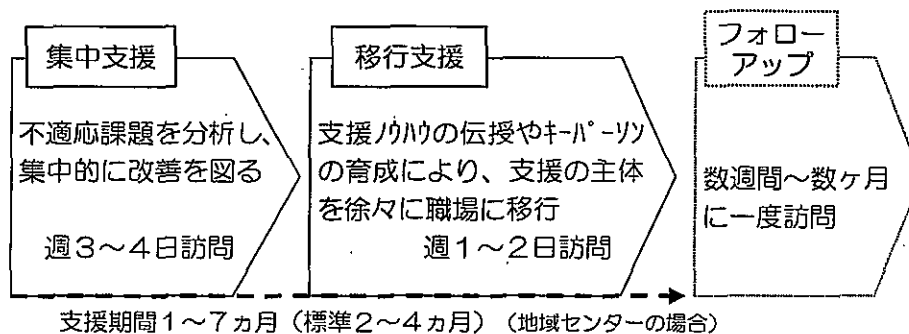 集中支援
不適応課題を分析し、
集中的に改善を図る
週3～4日訪問
移行支援
支援ﾉｳﾊｳの伝授やｷｰﾊﾟｰｿﾝ
の育成により、支援の主体
を徐々に職場に移行
週1～2日訪問
フォロー
アップ
数週間～数ヶ月
に一度訪問
支援期間1～7ヵ月（標準2～4ヵ月）（地域センターの場合）